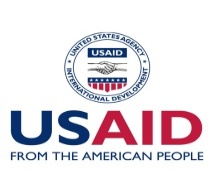 UNITED STATES AGENCY
USAID
INTERNATIONAL DEVELOPMENT
USAID
FROM THE AMERICAN PEOPLE